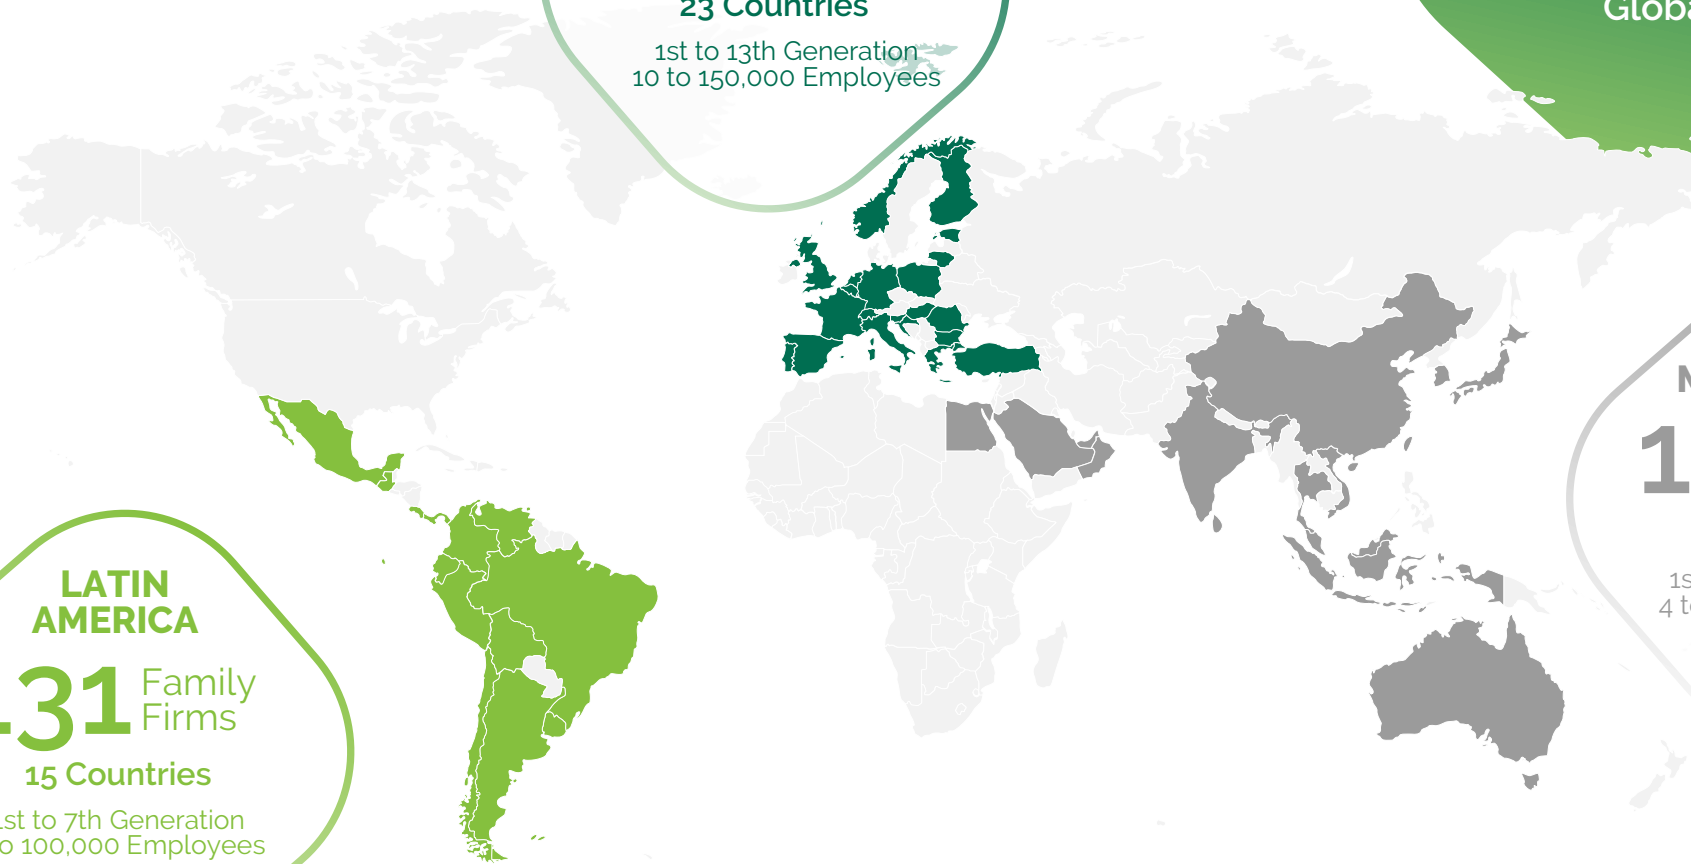 23 Countries
1st to 13th Generation
10 to 150,000 Employees
LATIN
AMERICA
Family
Firms
15 Countries
to 7th Generation
100,000 Employees